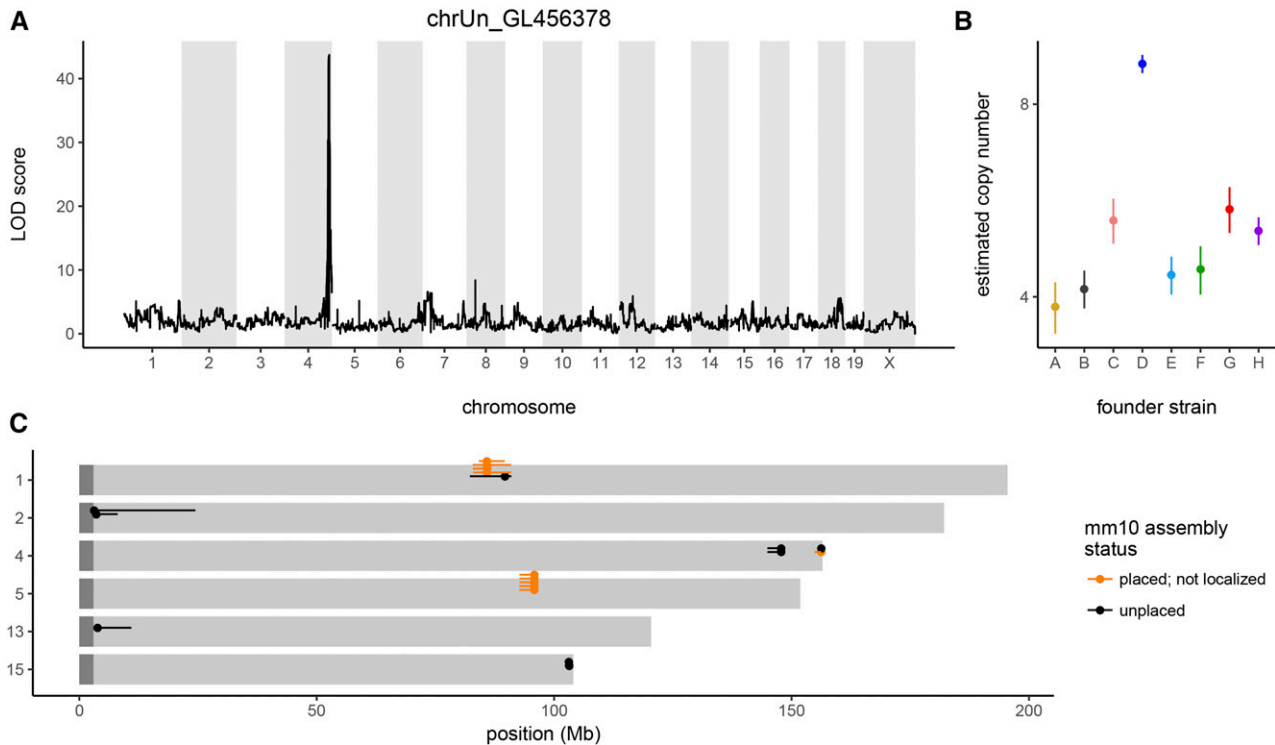 A
chrUn_GL456378
LOD score
40
30
20
10
0
1 2 3 4 5 6 7 8 9 10 11 12 13 14 15 16 17 18 19 X
chromosome
B
estimated copy number
8
4
A B C D E F G H
founder strain
C
1
2
4
5
13
15
0 50 100 150 200
position (Mb)
mm10 assembly
status
placed; not localized
unplaced